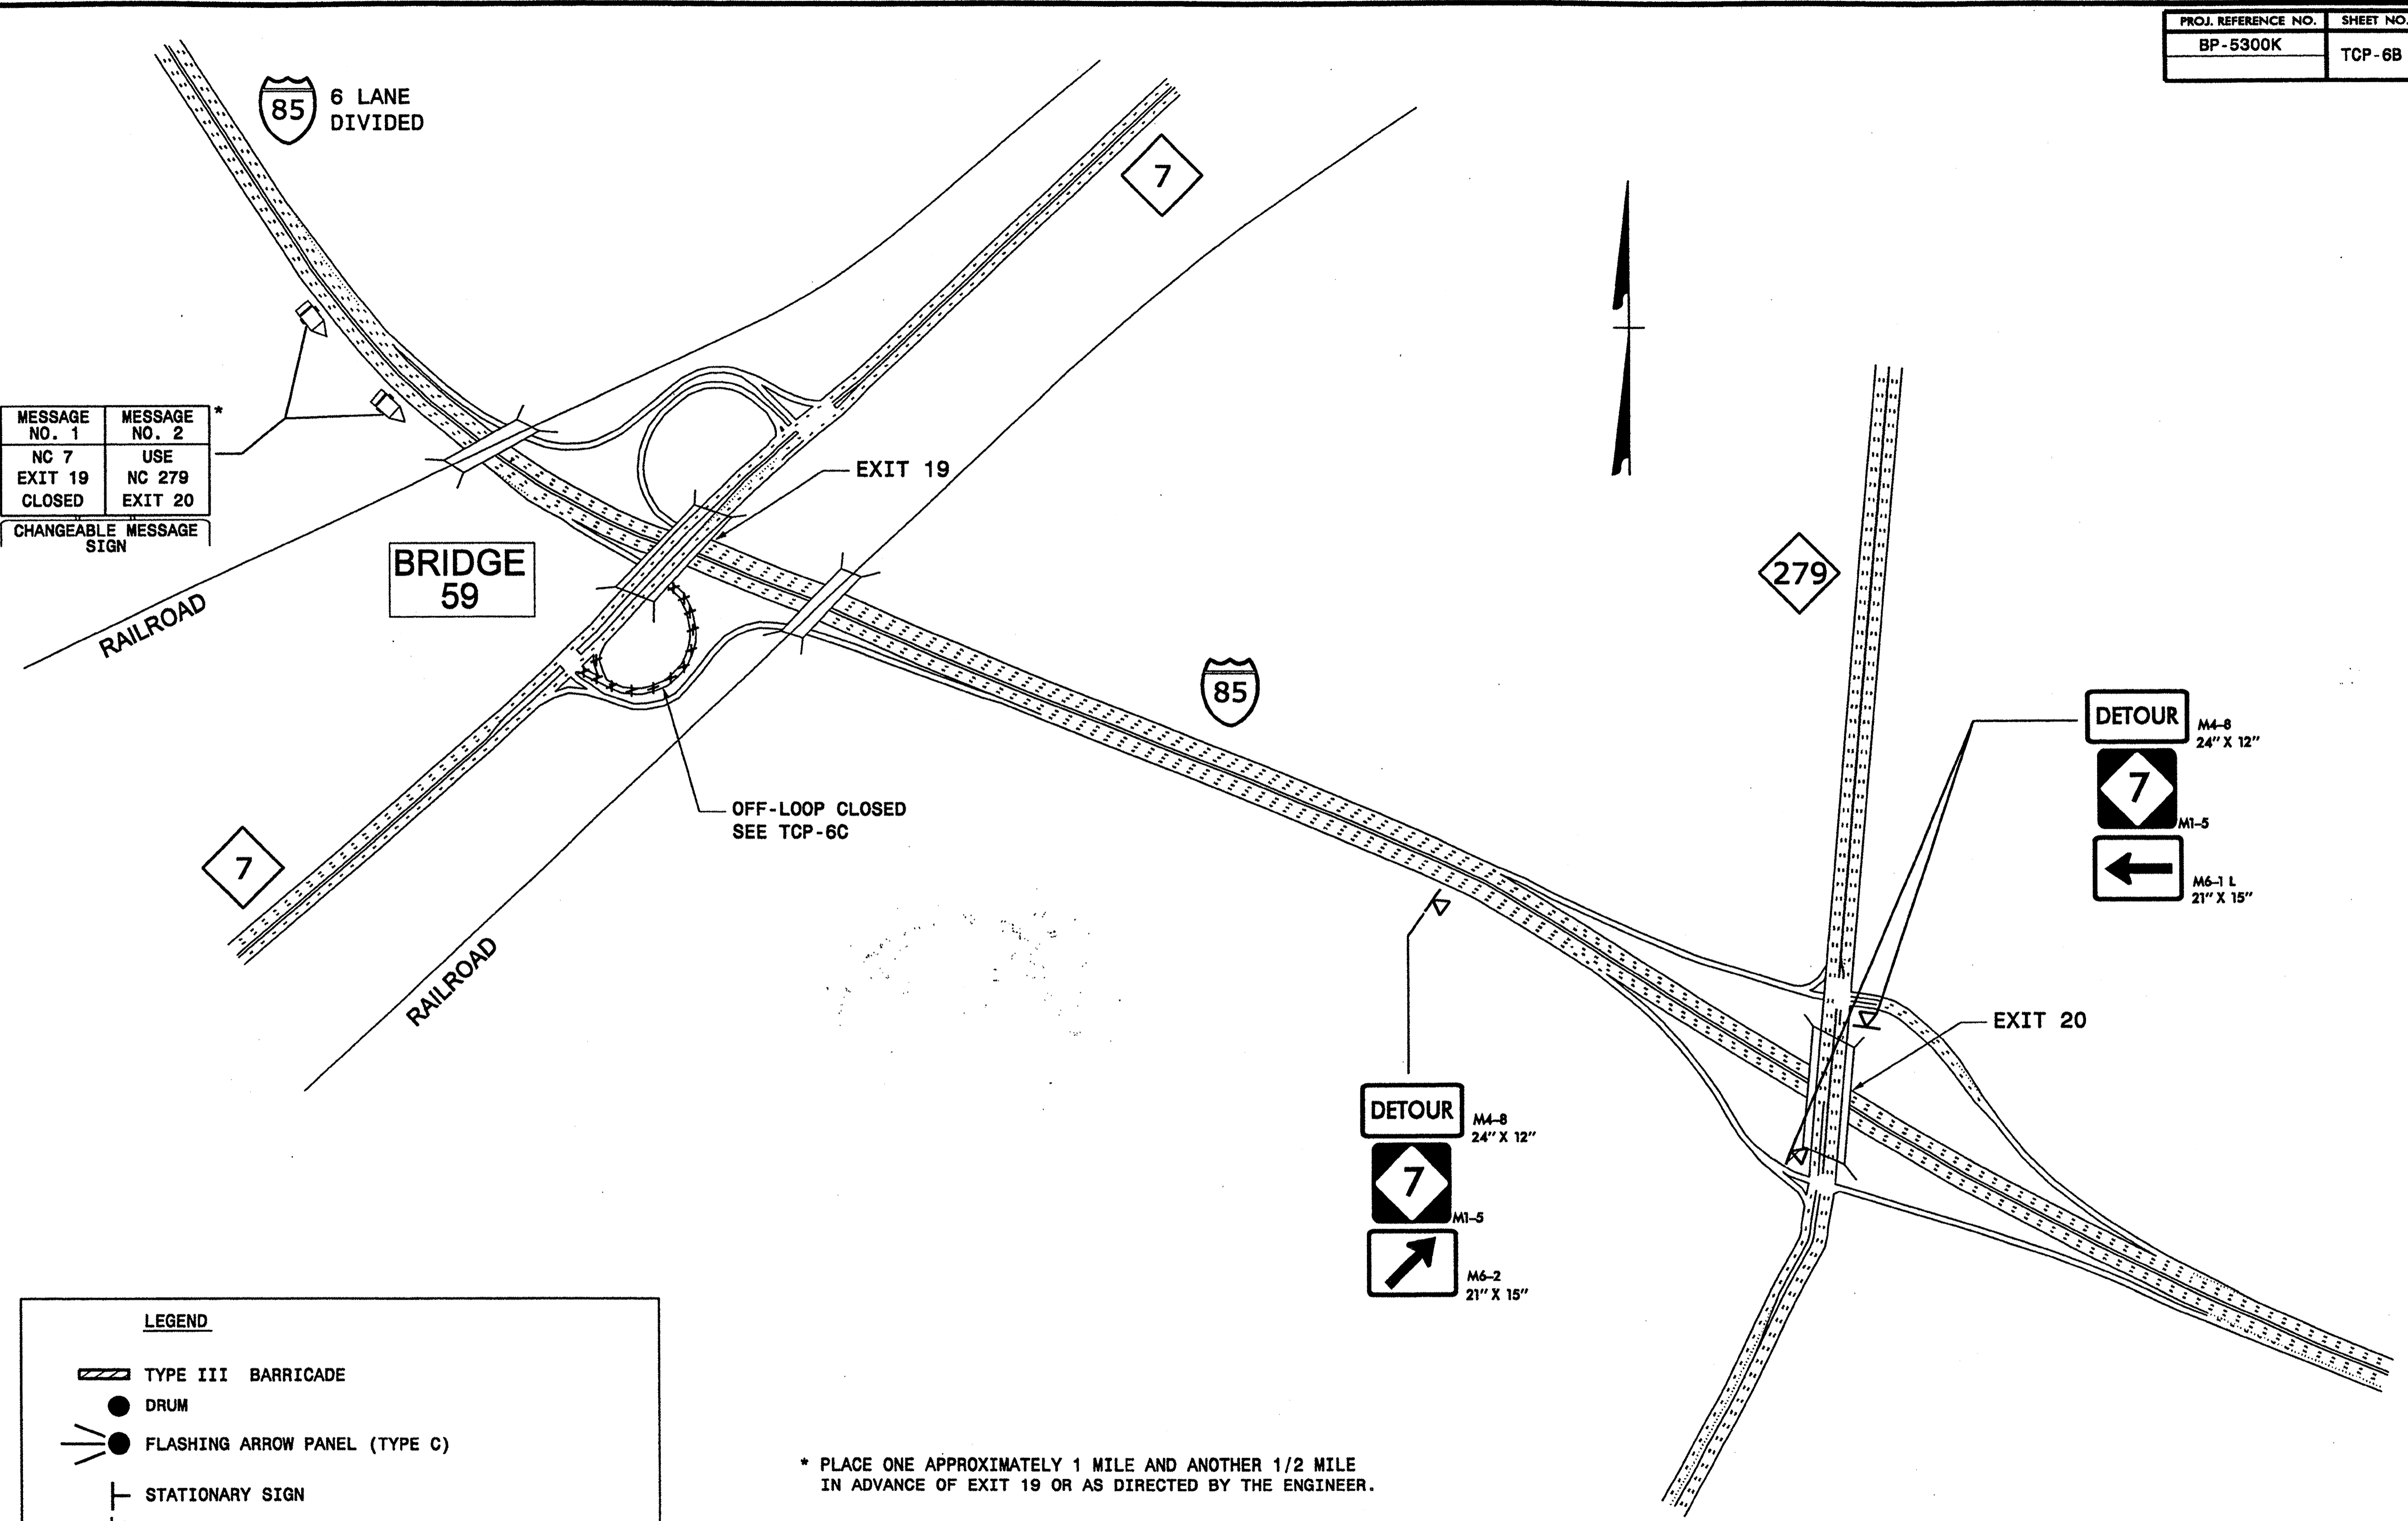 PROJ. REFERENCE NO.
SHEET NO.
BP-5300K
TCP-6B
85
6 LANE
DIVIDED
7
MESSAGE
NO. 1
MESSAGE
NO. 2
*
NC 7
EXIT 19
CLOSED
USE
NC 279
EXIT 20
CHANGEABLE MESSAGE
SIGN
EXIT 19
BRIDGE
59
RAILROAD
279
85
DETOUR
M4-8
24" X 12"
7
M1-5
M6-1 L
21" X 15"
OFF-LOOP CLOSED
SEE TCP-6C
7
RAILROAD
EXIT 20
DETOUR
M4-8
24" X 12"
7
M1-5
M6-2
21" X 15"
LEGEND
TYPE III BARRICADE
DRUM
FLASHING ARROW PANEL (TYPE C)
STATIONARY SIGN
* PLACE ONE APPROXIMATELY 1 MILE AND ANOTHER 1/2 MILE
IN ADVANCE OF EXIT 19 OR AS DIRECTED BY THE ENGINEER.